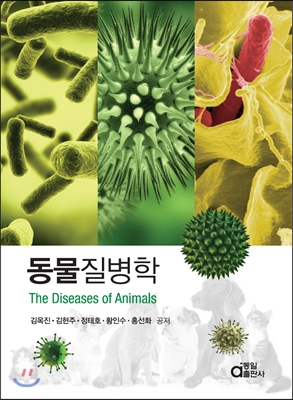 동물질병학
The Diseases of Animals
김옥진 • 김현주 • 정태호 • 황인수 • 홍선화 공저
동일
출판사